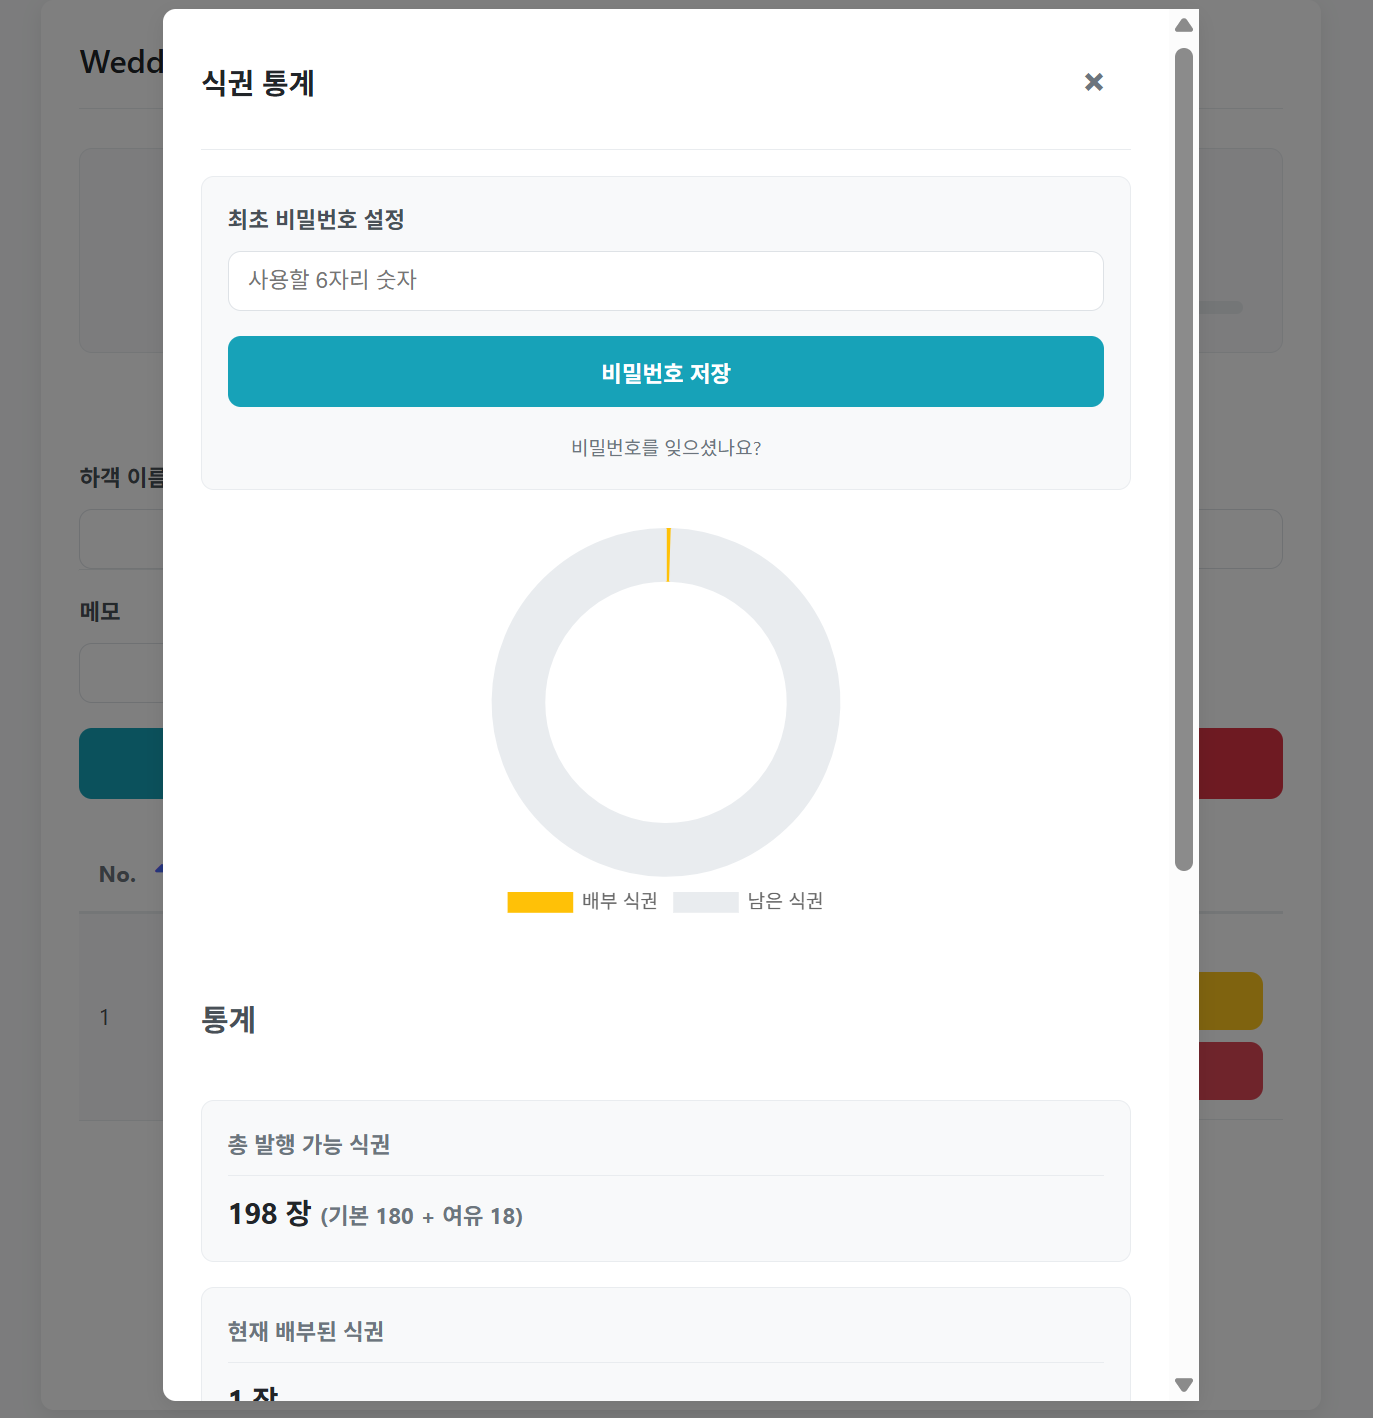 Wedd
식권 통계
최초 비밀번호 설정
사용할 6자리 숫자
비밀번호 저장
비밀번호를 잊으셨나요?
하객 이름
메모
No.
1
배부 식권
남은 식권
통계
총 발행 가능 식권
198 장 (기본 180 + 여유 18)
현재 배부된 식권
1 장